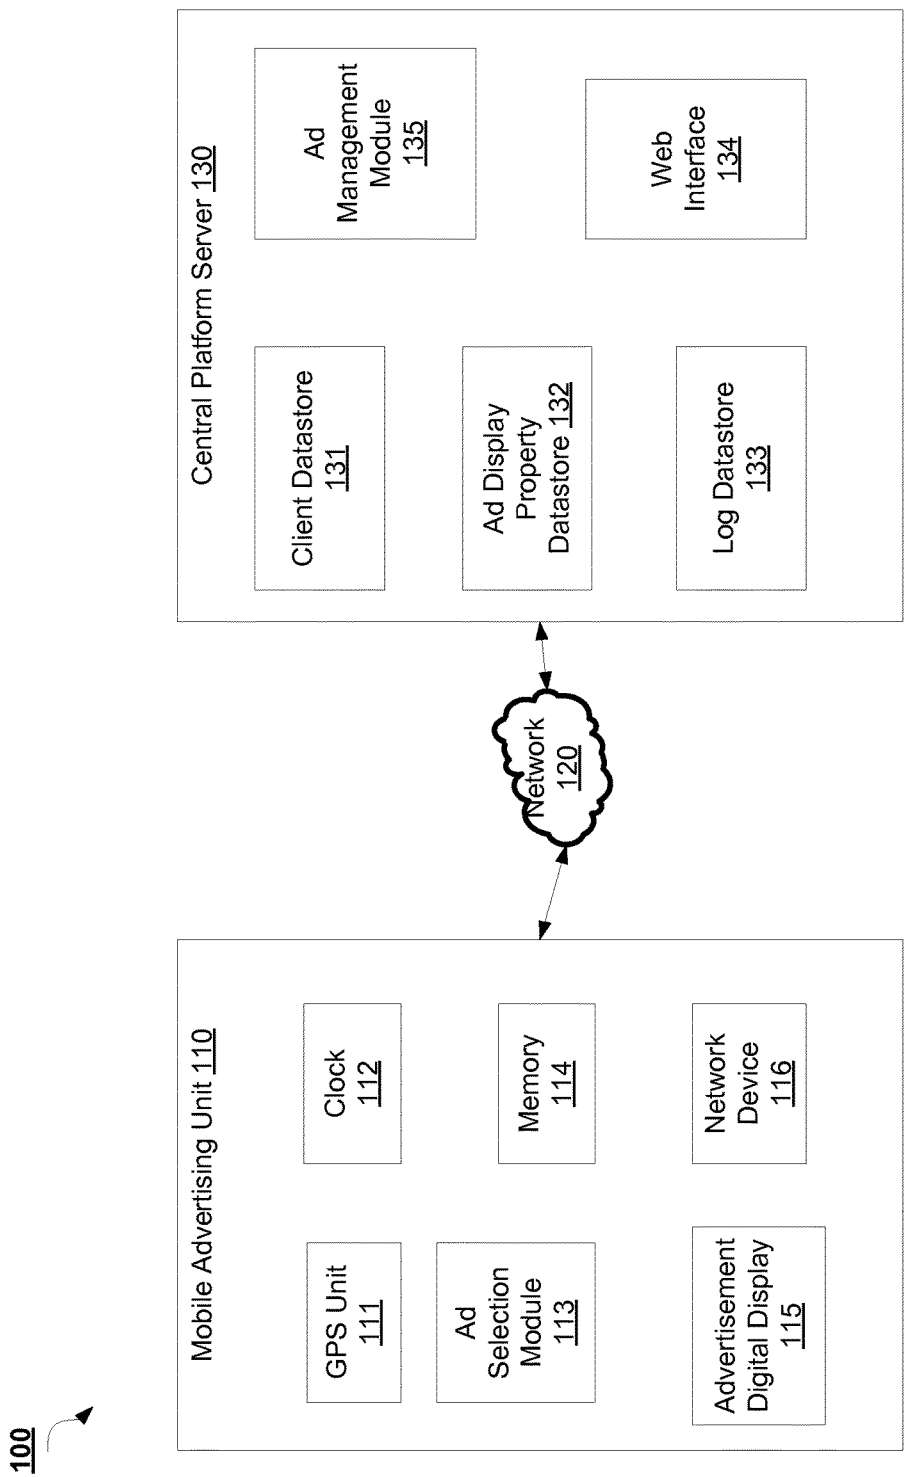 100
Mobile Advertising Unit 110
GPS Unit
111
Clock
112
Ad
Selection
Module
113
Memory
114
Advertisement
Digital Display
115
Network
Device
116
Network
120
Central Platform Server 130
Client Datastore
131
Ad
Management
Module
135
Ad Display
Property
Datastore 132
Log Datastore
133
Web
Interface
134